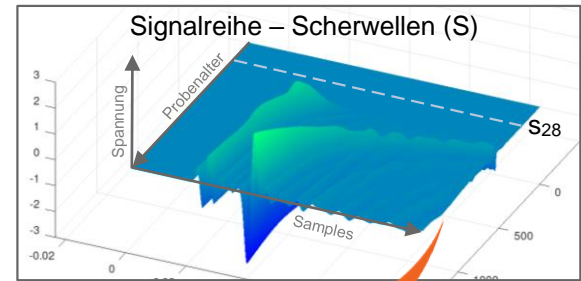 Signalreihe – Scherwellen (S)
Probenalter
Spannung
s28
Samples
3
2
1
0
-1
-2
-3
-0.02
0
0
500